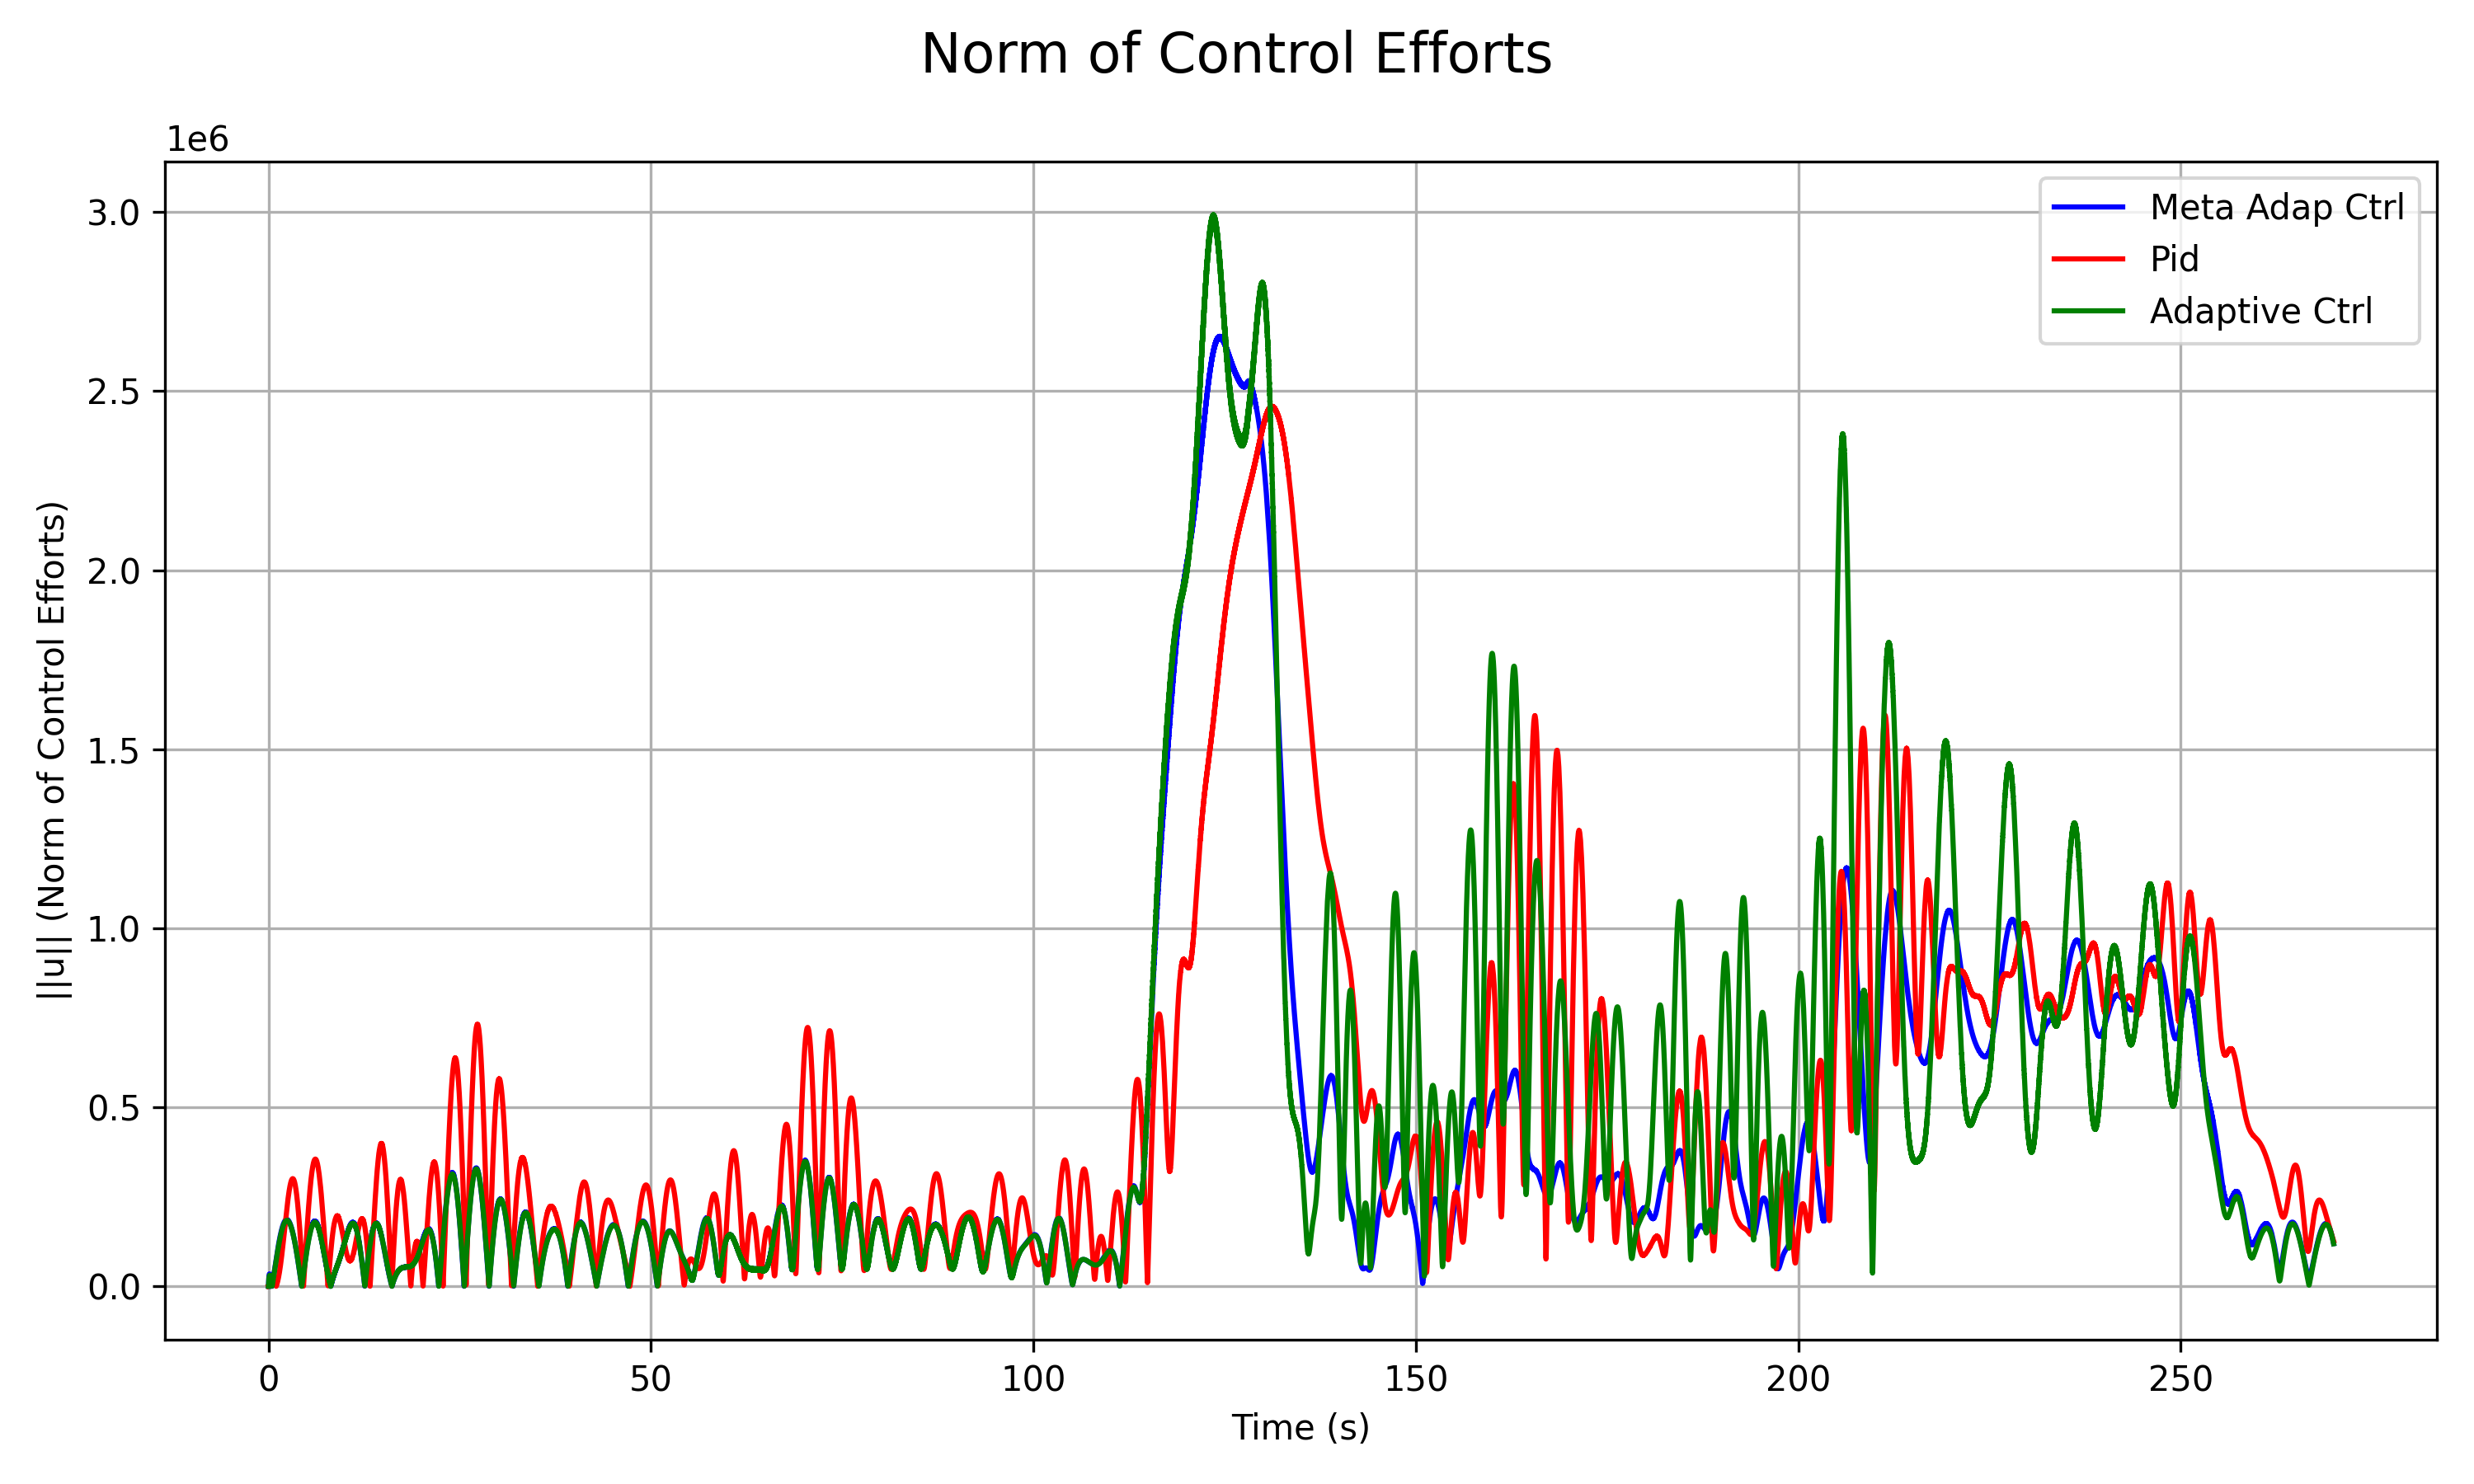 Norm of Control Efforts
1e6
3.0
2.5
2.0
1.5
1.0
0.5
0.0
||u|| (Norm of Control Efforts)
Meta Adap Ctrl
Pid
Adaptive Ctrl
0 50 100 150 200 250
Time (s)